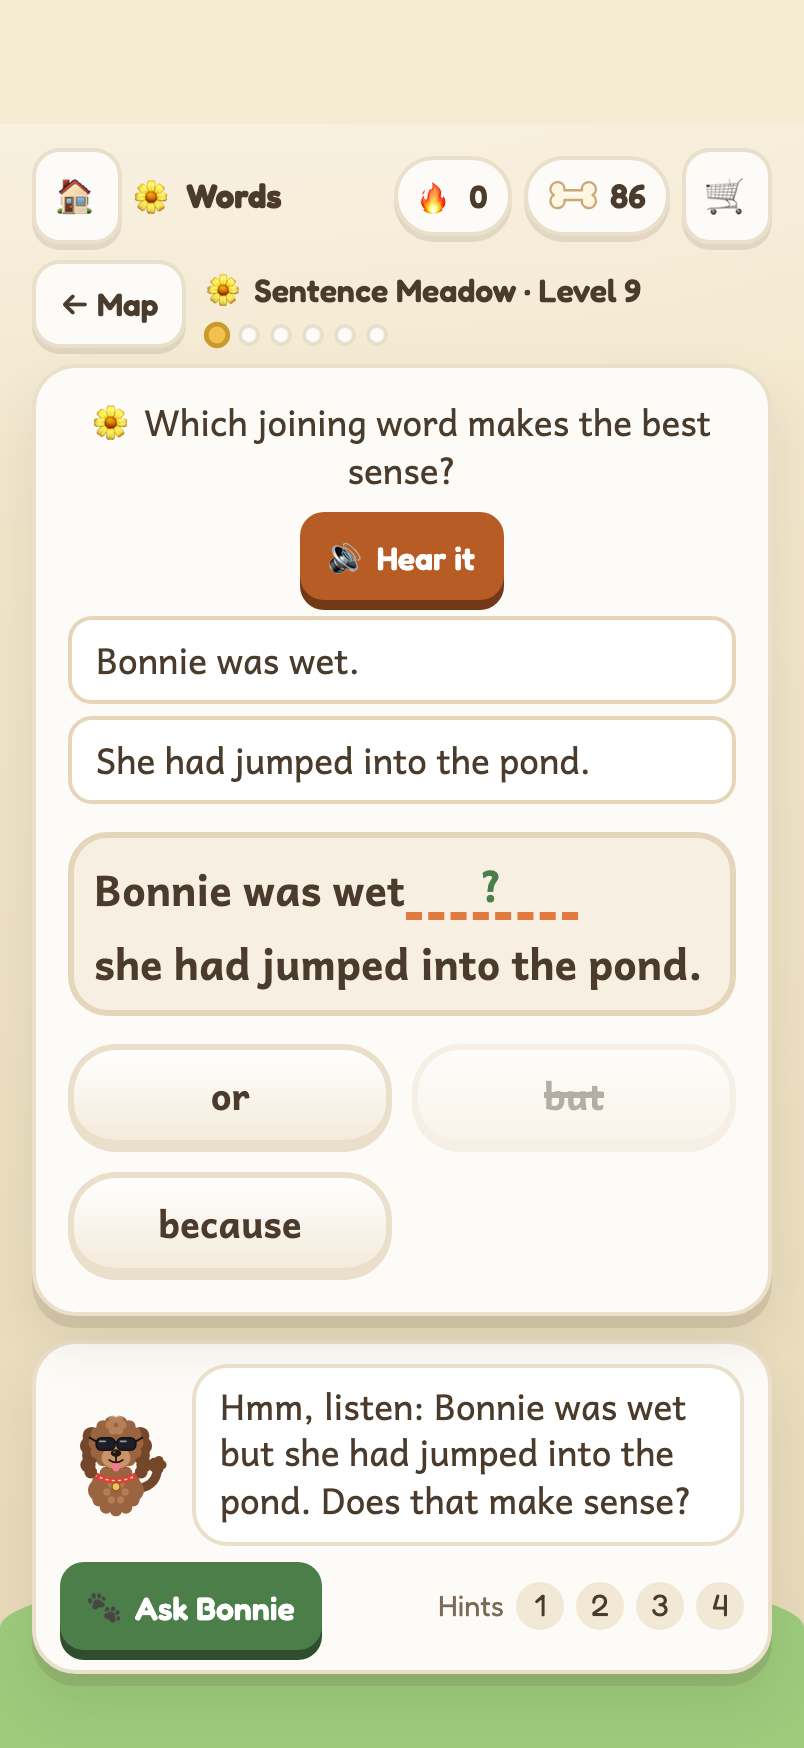 Words
0
86
← Map
Sentence Meadow · Level 9
Which joining word makes the best
sense?
Hear it
Bonnie was wet.
She had jumped into the pond.
Bonnie was wet ?
she had jumped into the pond.
or
but
because
Hmm, listen: Bonnie was wet
but she had jumped into the
pond. Does that make sense?
Ask Bonnie
Hints 1 2 3 4